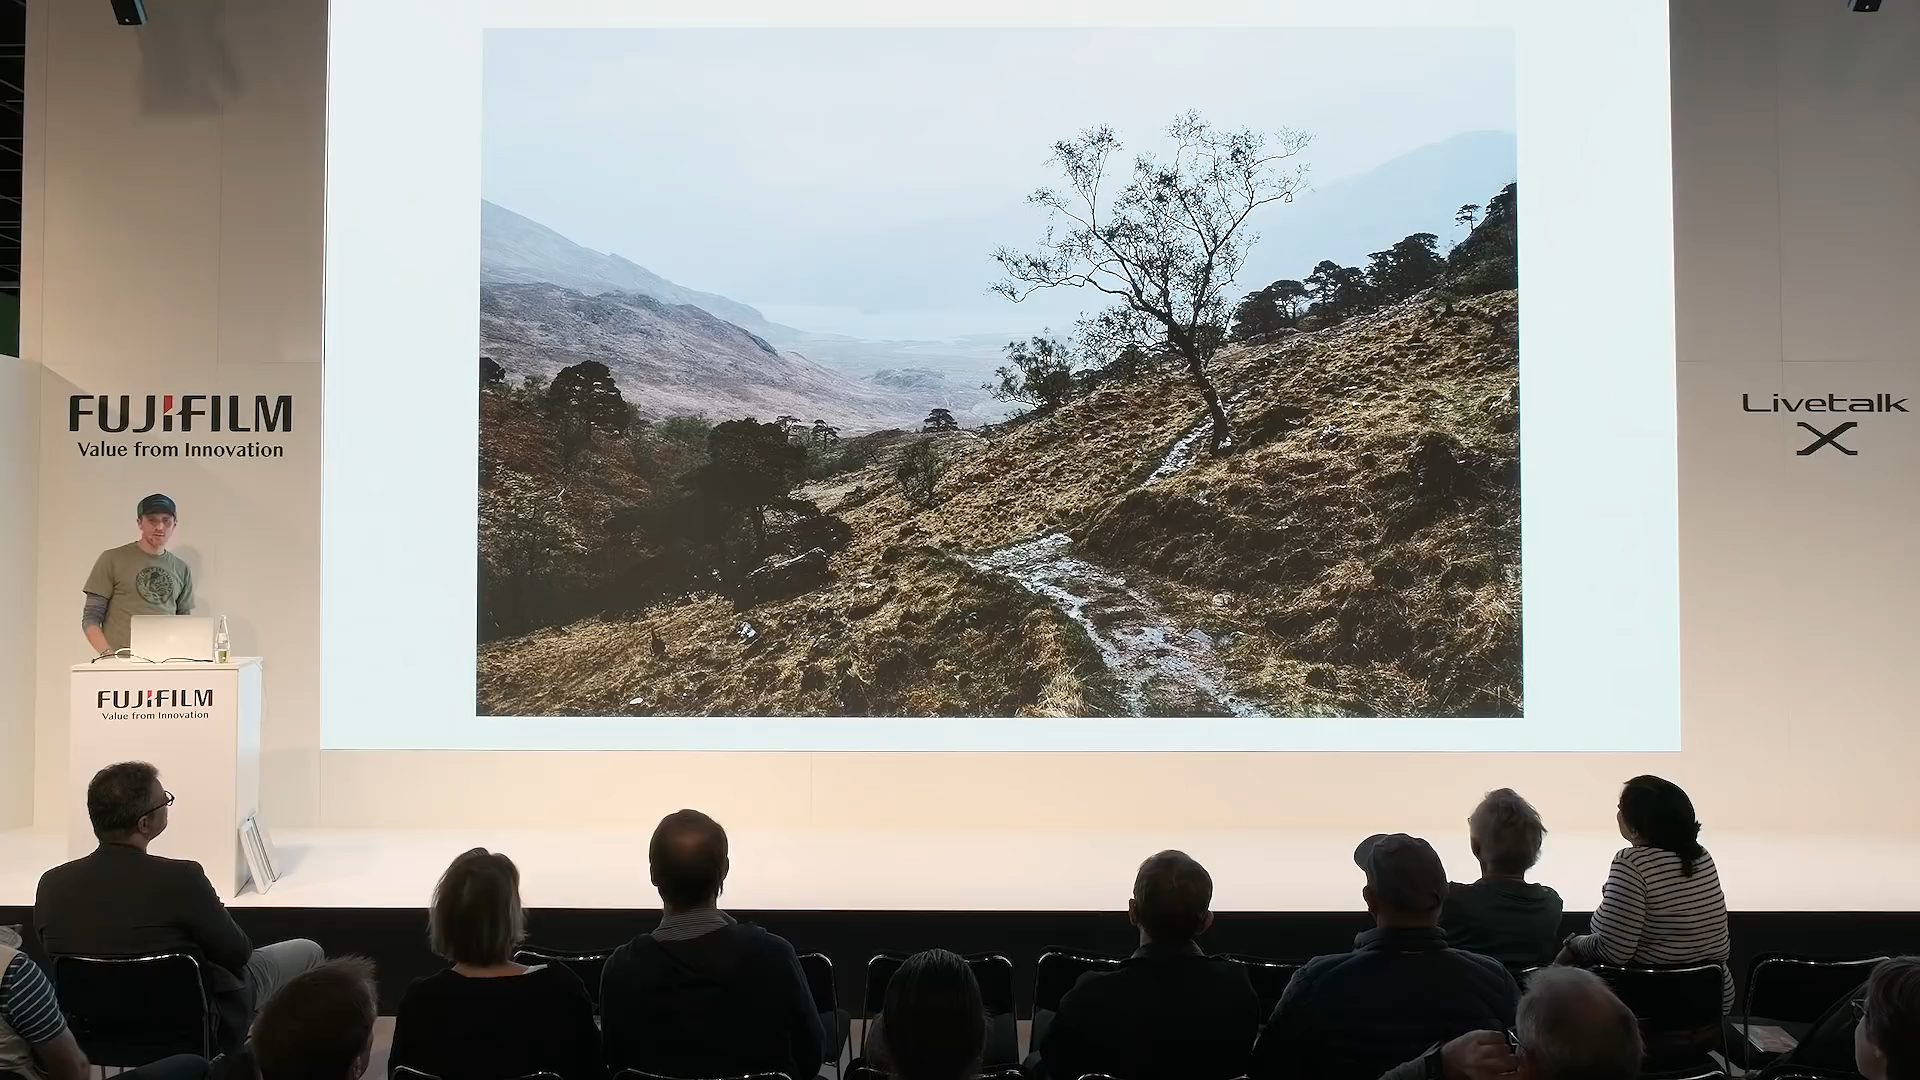 FUJIFILM
Value from Innovation
Livetalk
X
FUJIFILM
Value from Innovation